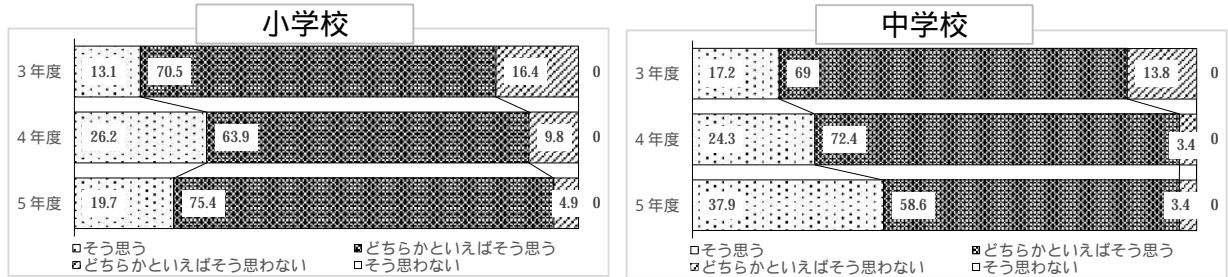 小学校
3年度 13.1 70.5 16.4 0
4年度 26.2 63.9 9.8 0
5年度 19.7 75.4 4.9 0
そう思う どちらかといえばそう思う
どちらかといえばそう思わない そう思わない
中学校
3年度 17.2 69 13.8 0
4年度 24.3 72.4 3.4 0
5年度 37.9 58.6 3.4 0
そう思う どちらかといえばそう思う
どちらかといえばそう思わない そう思わない